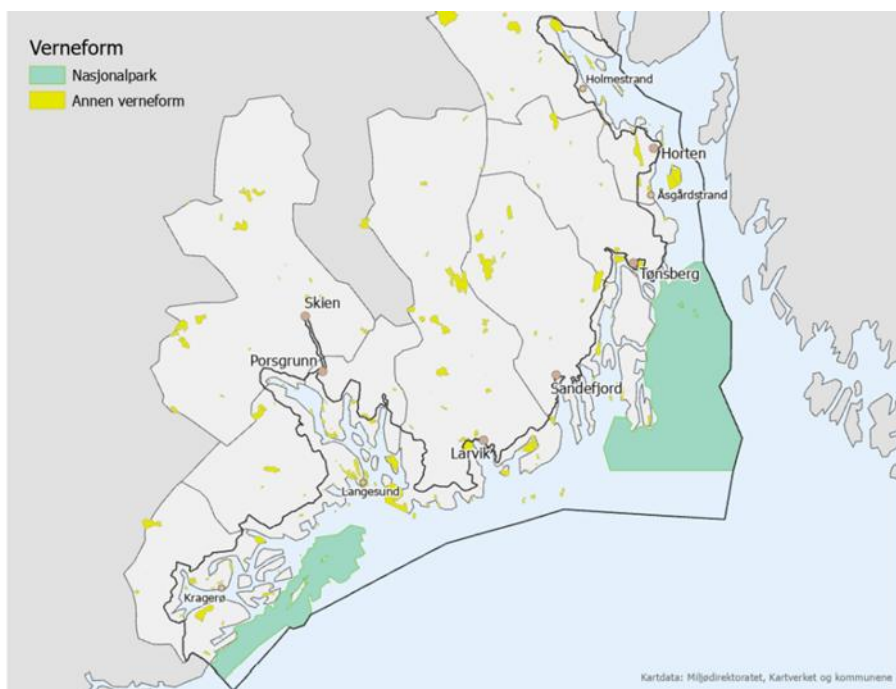 Verneform
Nasjonalpark
Annen verneform
Holmestrand
Horten
Åsgårdstrand
Tønsberg
Skien
Porsgrunn
Sandefjord
Larvik
Langesund
Kragerø
Kartdata: Miljødirektoratet, Kartverket og kommunene